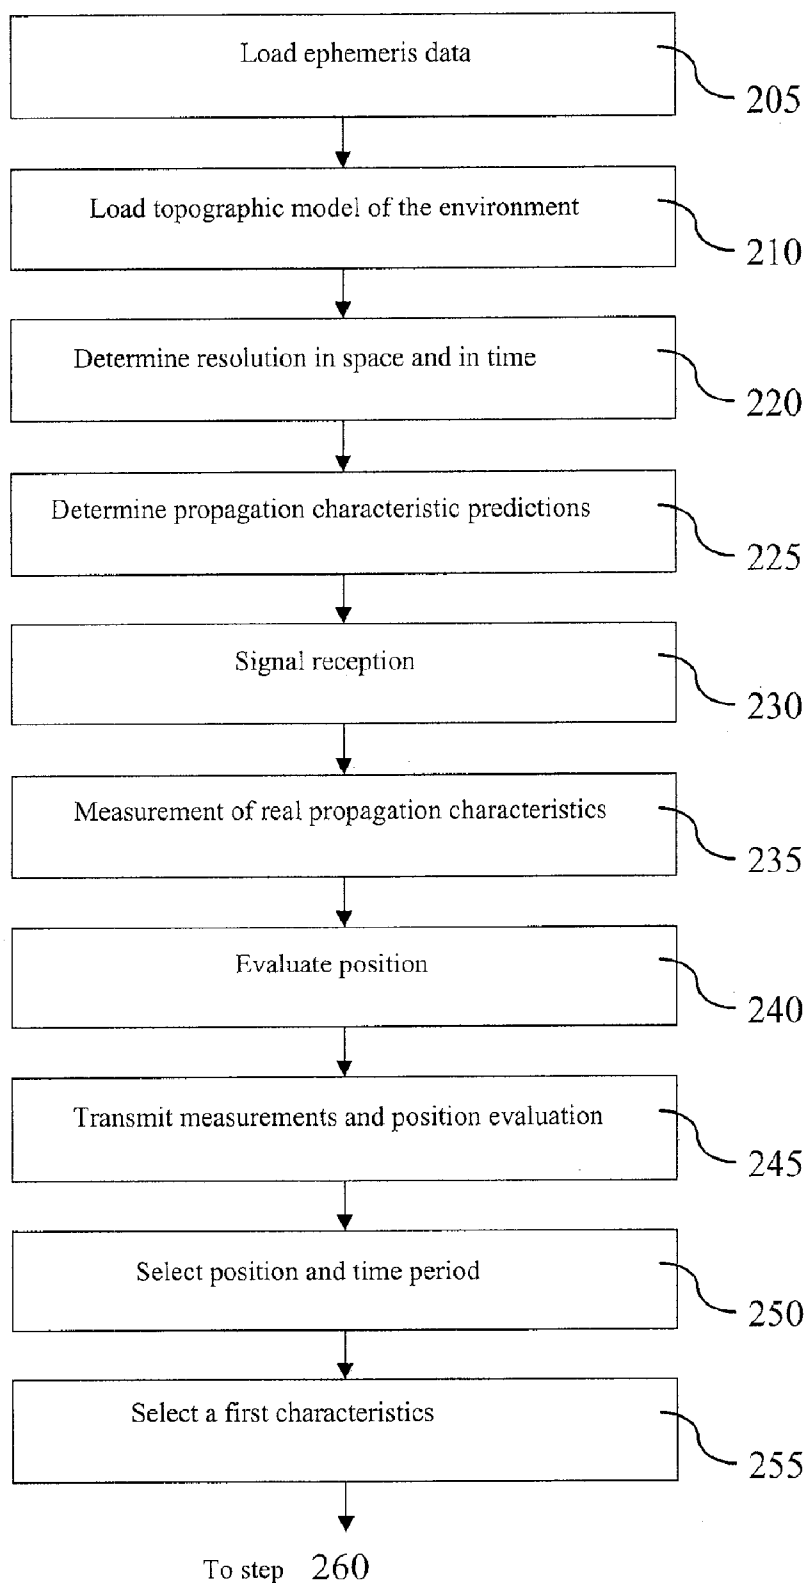 Load ephemeris data
205
Load topographic model of the environment
210
Determine resolution in space and in time
220
Determine propagation characteristic predictions
225
Signal reception
230
Measurement of real propagation characteristics
235
Evaluate position
240
Transmit measurements and position evaluation
245
Select position and time period
250
Select a first characteristics
255
To step 260